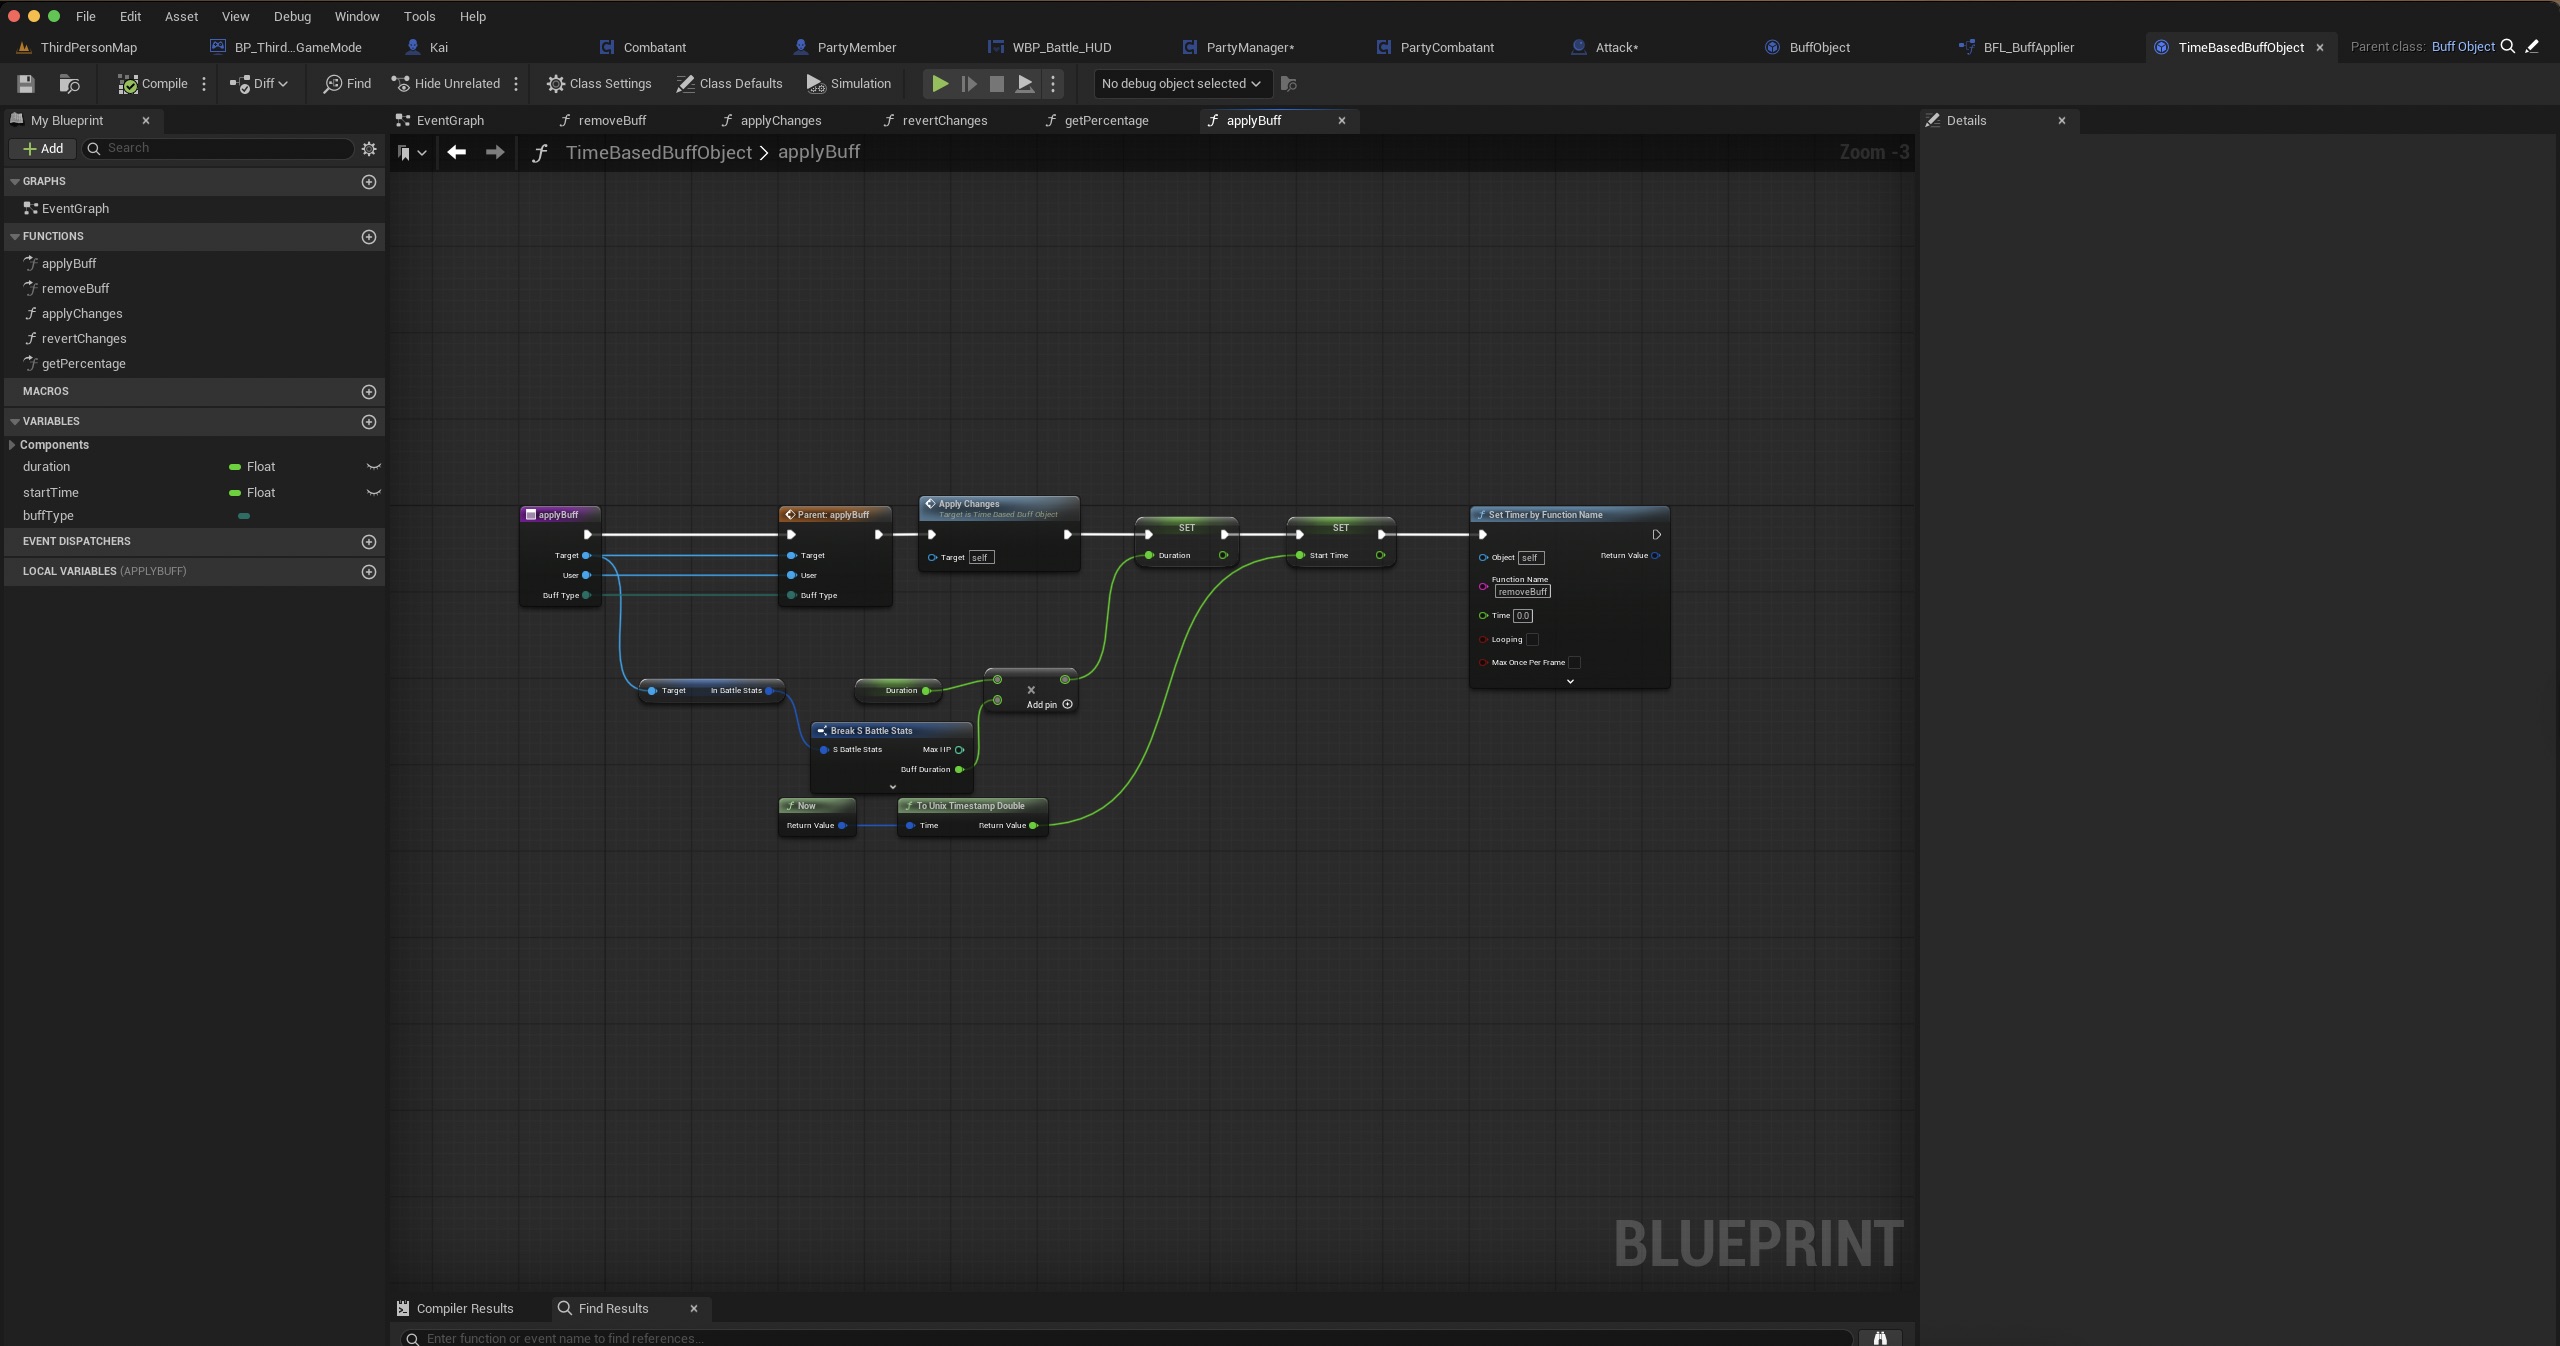 File Edit Asset View Debug Window Tools Help
ThirdPersonMap BP_Third...GameMode Kai Combatant PartyMember WBP_Battle_HUD PartyManager* PartyCombatant Attack* BuffObject BFL_BuffApplier TimeBasedBuffObject Parent class: Buff Object
Compile Diff Find Hide Unrelated Class Settings Class Defaults Simulation No debug object selected
My Blueprint EventGraph removeBuff applyChanges revertChanges getPercentage applyBuff Details
Add Search
TimeBasedBuffObject > applyBuff Zoom -3
GRAPHS
EventGraph
FUNCTIONS
applyBuff
removeBuff
applyChanges
revertChanges
getPercentage
MACROS
VARIABLES
Components
duration Float
startTime Float
buffType
EVENT DISPATCHERS
LOCAL VARIABLES (APPLYBUFF)
applyBuff
Target
User
Buff Type
Parent: applyBuff
Target
User
Buff Type
Apply Changes
Target is Time Based Buff Object
Target self
SET
Duration
SET
Start Time
Set Timer by Function Name
Object self Return Value
Function Name
removeBuff
Time 0.0
Looping
Max Once Per Frame
Target In Battle Stats
Duration
Add pin
Break S Battle Stats
S Battle Stats Max HP
Buff Duration
Now
Return Value
To Unix Timestamp Double
Time Return Value
BLUEPRINT
Compiler Results Find Results
Enter function or event name to find references...